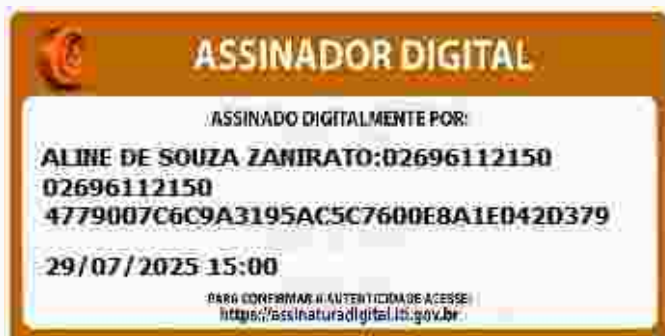 ASSINADOR DIGITAL
ASSINADO DIGITALMENTE POR:
ALINE DE SOUZA ZANIRATO:02696112150
02696112150
4779007C6C9A3195AC5C7600E8A1E042D379
29/07/2025 15:00
PARA CONFIRMAR A AUTENTICIDADE ACESSE:
https://assinaturadigital.iti.gov.br